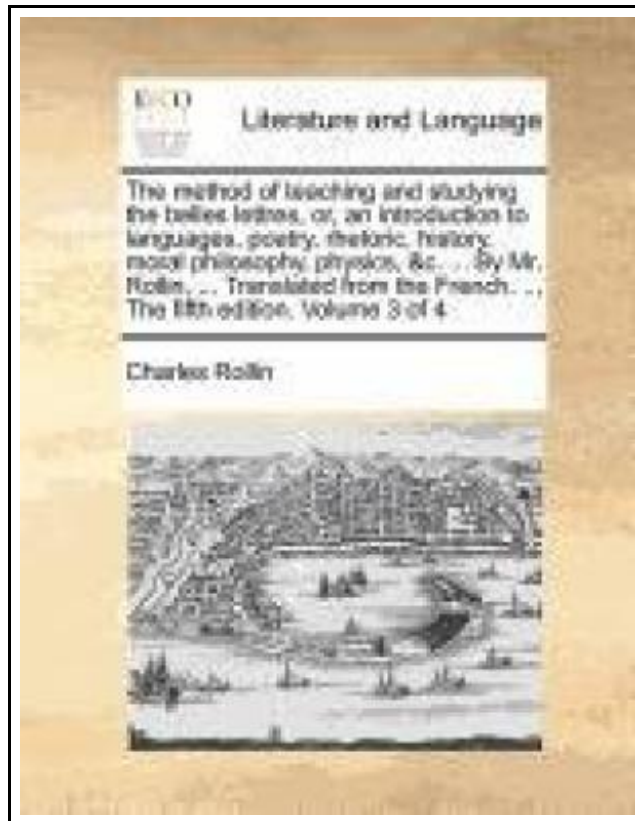 ECCO
Literature and Language
The method of teaching and studying
the belles lettres, or, an introduction to
languages, poetry, rhetoric, history,
moral philosophy, physics, &c. ... By Mr.
Rollin, ... Translated from the French. ...
The fifth edition. Volume 3 of 4
Charles Rollin